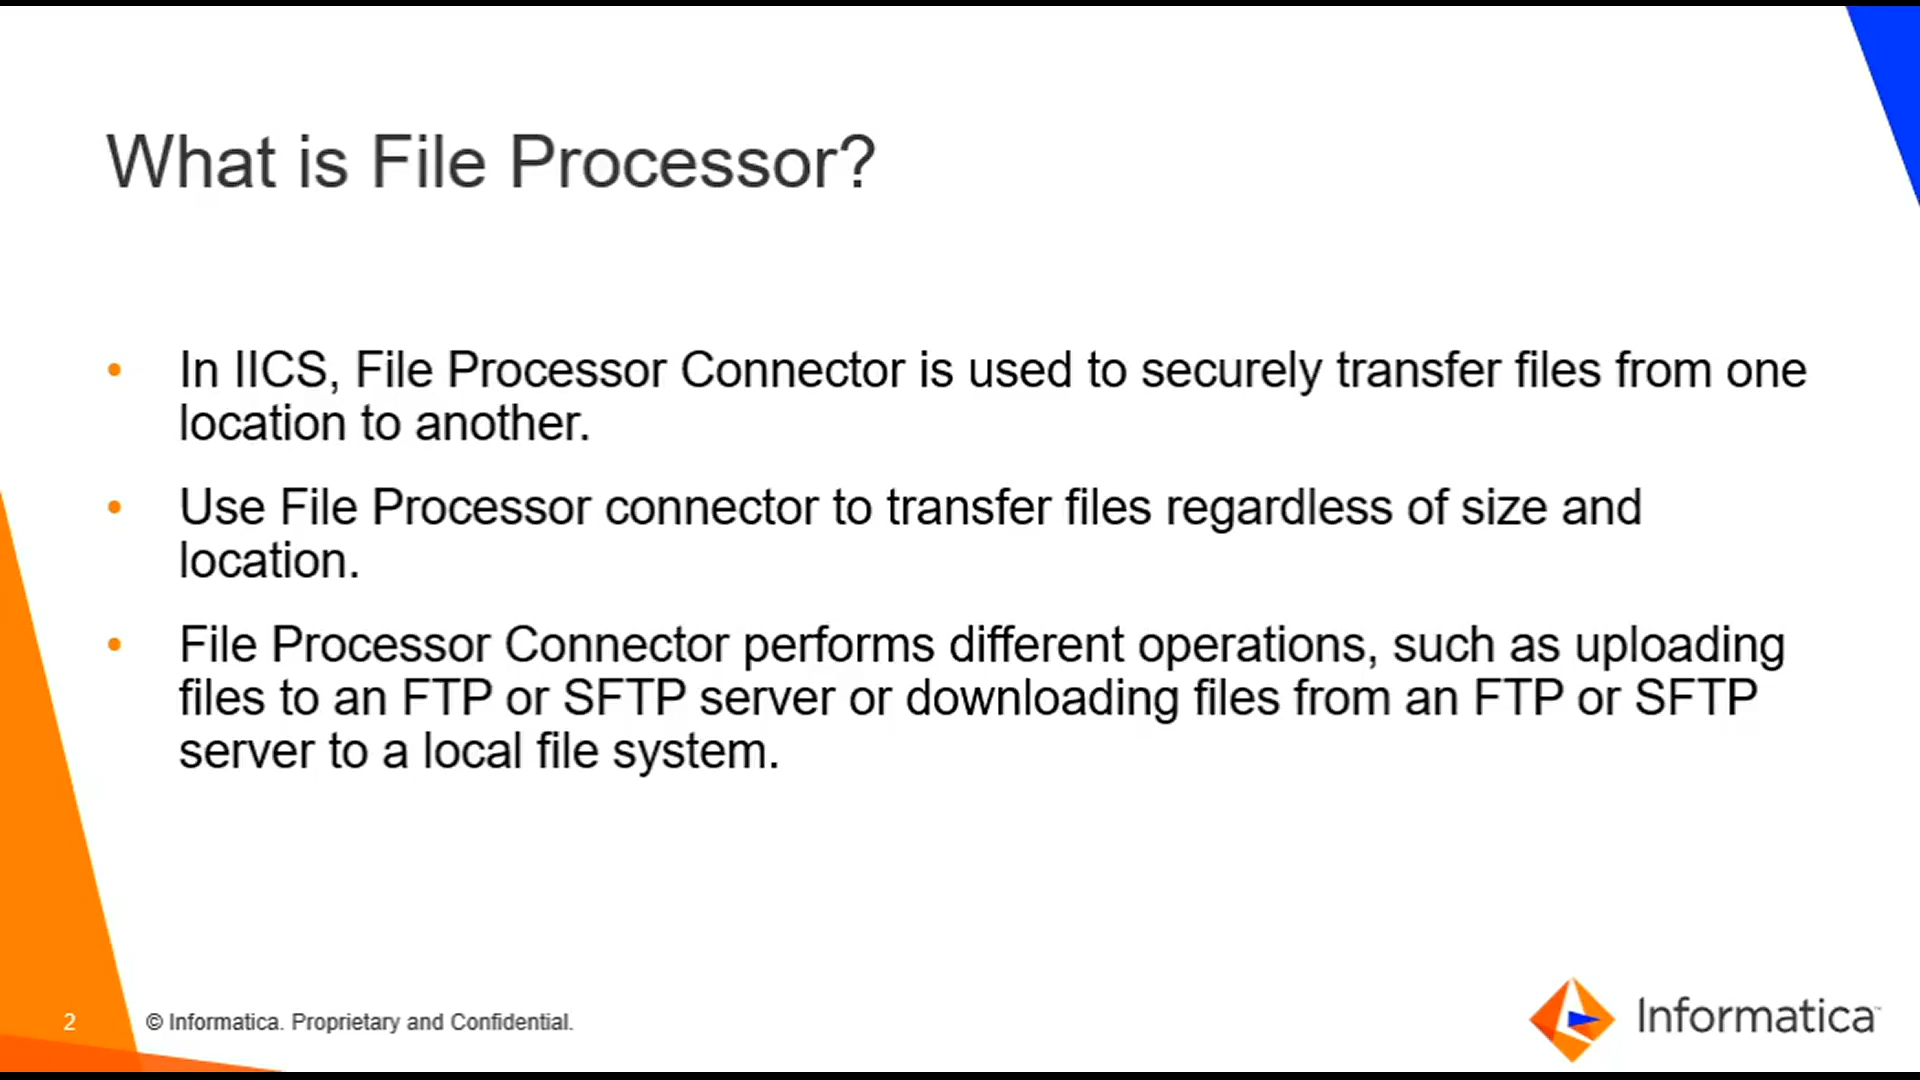 What is File Processor?
• In IICS, File Processor Connector is used to securely transfer files from one
location to another.
• Use File Processor connector to transfer files regardless of size and
location.
• File Processor Connector performs different operations, such as uploading
files to an FTP or SFTP server or downloading files from an FTP or SFTP
server to a local file system.
2 © Informatica. Proprietary and Confidential.
Informatica™